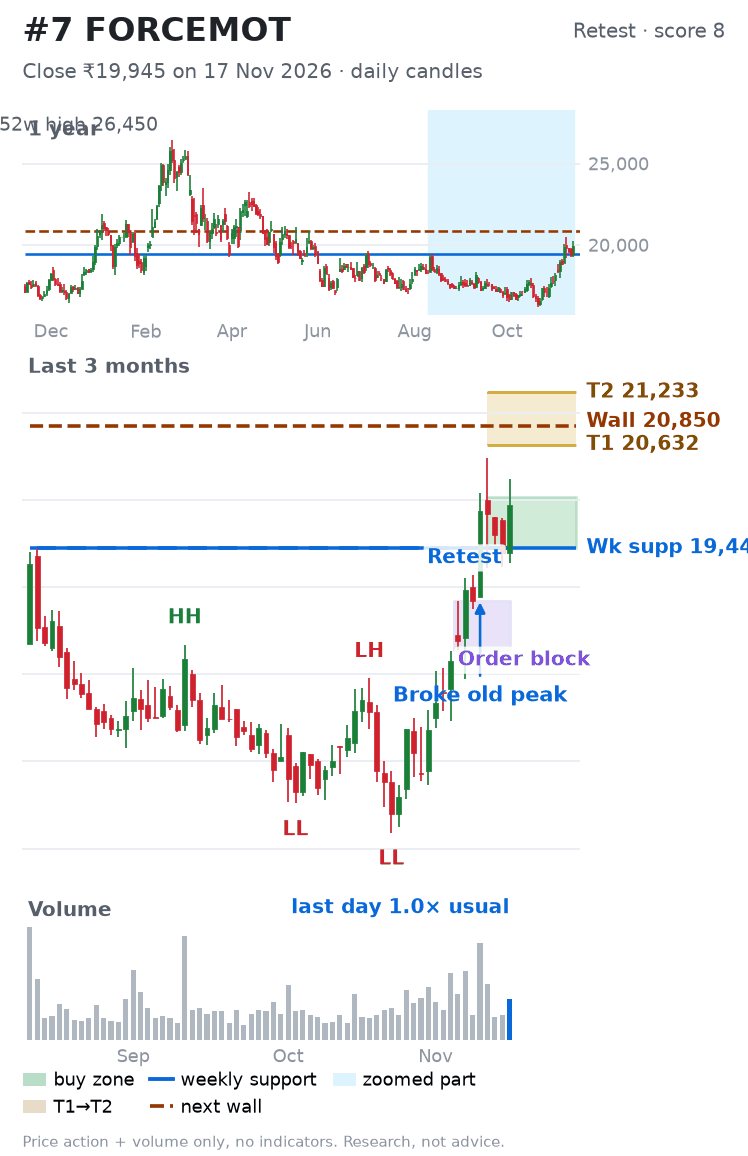 #7 FORCEMOT
Retest · score 8
Close ₹19,945 on 17 Nov 2026 · daily candles
52w high 26,450
1 year
25,000
20,000
Dec Feb Apr Jun Aug Oct
Last 3 months
T2 21,233
Wall 20,850
T1 20,632
Wk supp 19,44
Retest
HH
LH
Order block
Broke old peak
LL
LL
Volume
last day 1.0× usual
Sep Oct Nov
buy zone weekly support zoomed part
T1→T2 next wall
Price action + volume only, no indicators. Research, not advice.